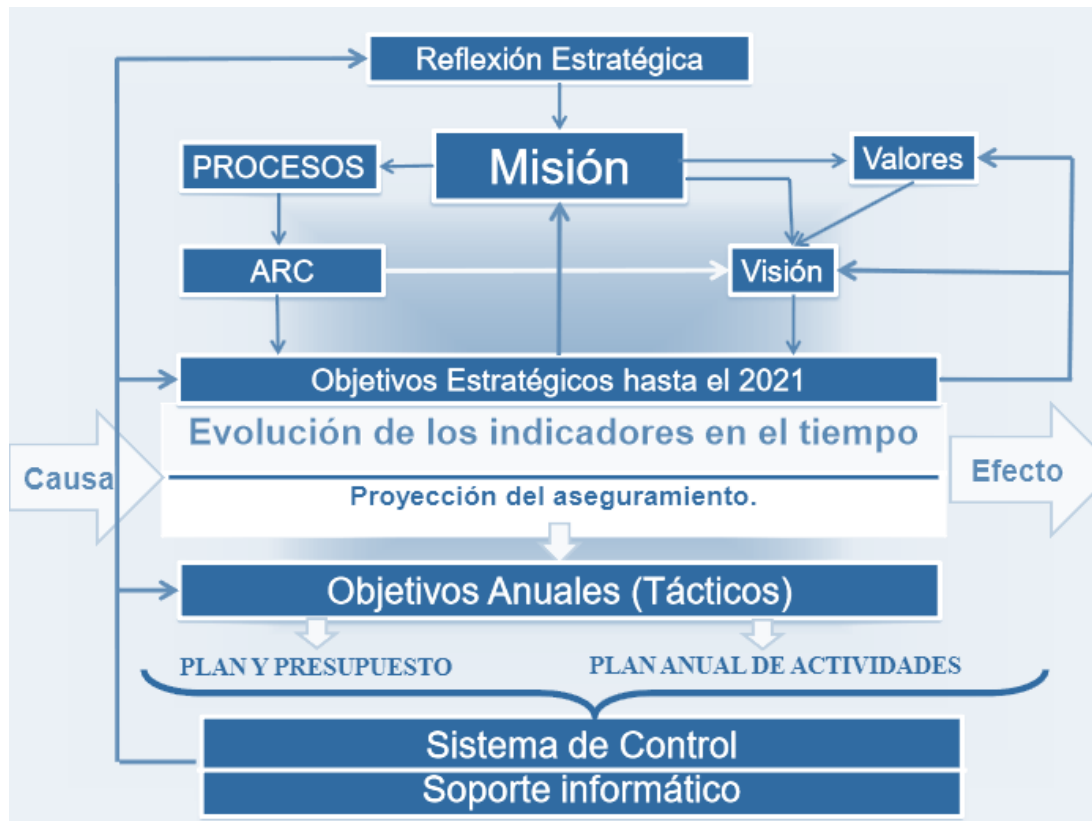 Reflexión Estratégica
Misión
PROCESOS
Valores
ARC
Visión
Objetivos Estratégicos hasta el 2021
Evolución de los indicadores en el tiempo
Causa
Efecto
Proyección del aseguramiento.
Objetivos Anuales (Tácticos)
PLAN Y PRESUPUESTO
PLAN ANUAL DE ACTIVIDADES
Sistema de Control
Soporte informático